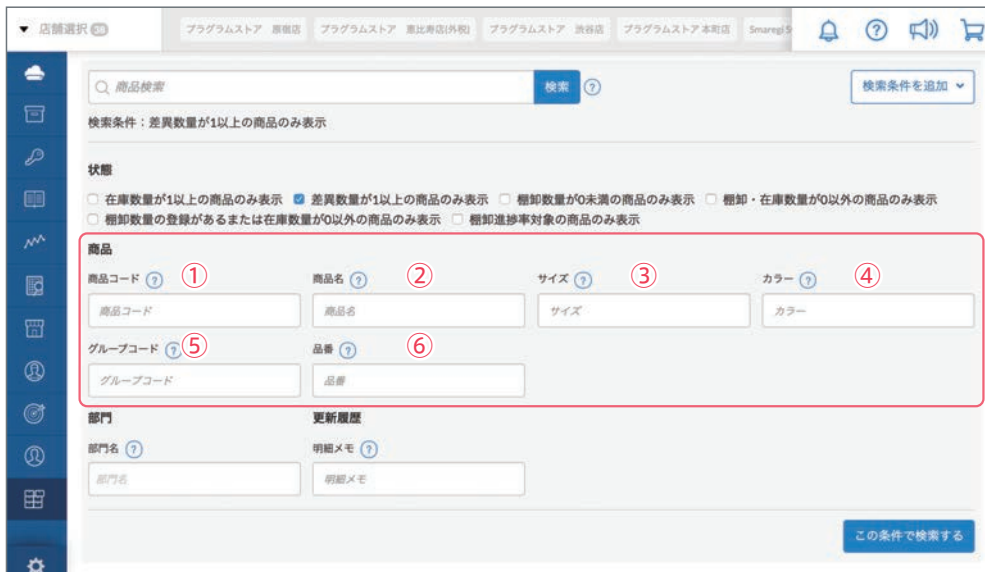 ▼ 店舗選択 38 プラグラムストア 原宿店 プラグラムストア 恵比寿店(外税) プラグラムストア 渋谷店 プラグラムストア本町店 Smaregi S
商品検索 検索 ? 検索条件を追加
検索条件：差異数量が1以上の商品のみ表示
状態
在庫数量が1以上の商品のみ表示 差異数量が1以上の商品のみ表示 棚卸数量が0未満の商品のみ表示 棚卸・在庫数量が0以外の商品のみ表示
棚卸数量の登録があるまたは在庫数量が0以外の商品のみ表示 棚卸進捗率対象の商品のみ表示
商品
商品コード ? ① 商品名 ? ② サイズ ? ③ カラー ? ④
商品コード 商品名 サイズ カラー
グループコード ? ⑤ 品番 ? ⑥
グループコード 品番
部門 更新履歴
部門名 ? 明細メモ ?
部門名 明細メモ
この条件で検索する